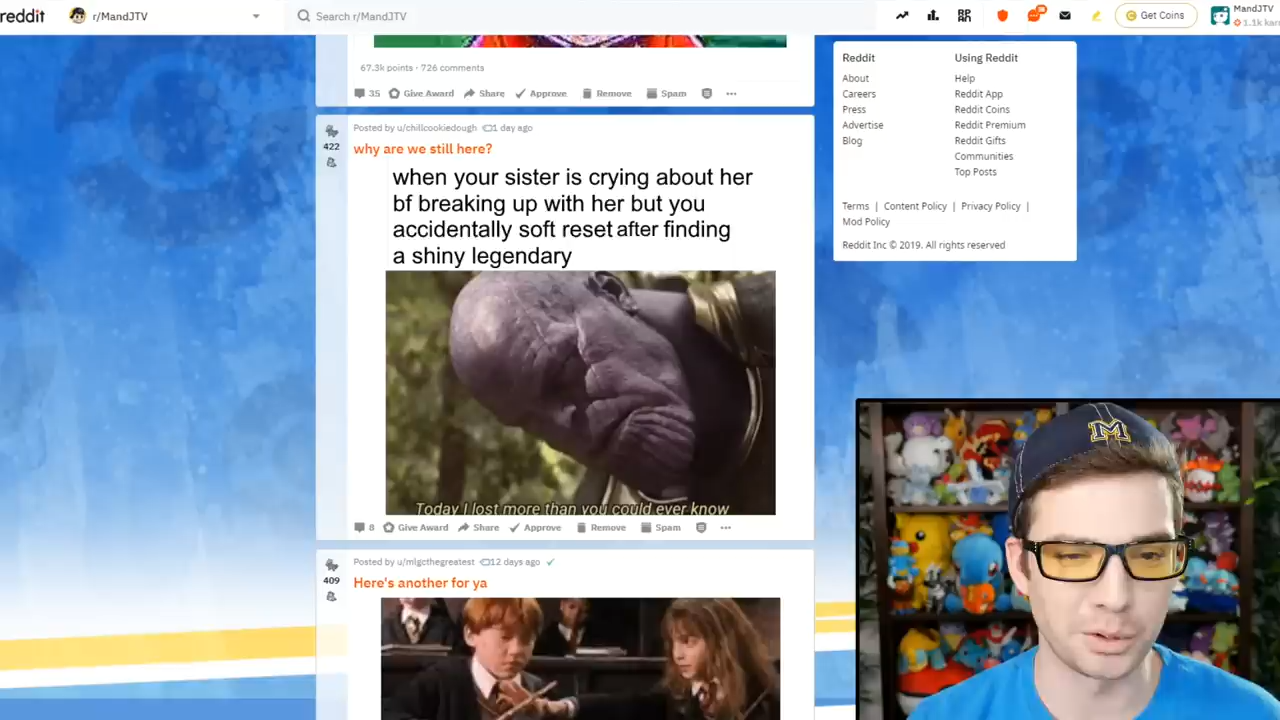 reddit
r/MandJTV
Search r/MandJTV
Get Coins
MandJTV
1.1k kar
67.3k points · 726 comments
35 Give Award Share Approve Remove Spam
Posted by u/chillcookiedough 1 day ago
422
why are we still here?
when your sister is crying about her
bf breaking up with her but you
accidentally soft reset after finding
a shiny legendary
Today I lost more than you could ever know
8 Give Award Share Approve Remove Spam
Posted by u/mlgcthegreatest 12 days ago
409
Here's another for ya
Reddit Using Reddit
About Help
Careers Reddit App
Press Reddit Coins
Advertise Reddit Premium
Blog Reddit Gifts
Communities
Top Posts
Terms | Content Policy | Privacy Policy |
Mod Policy
Reddit Inc © 2019. All rights reserved
M